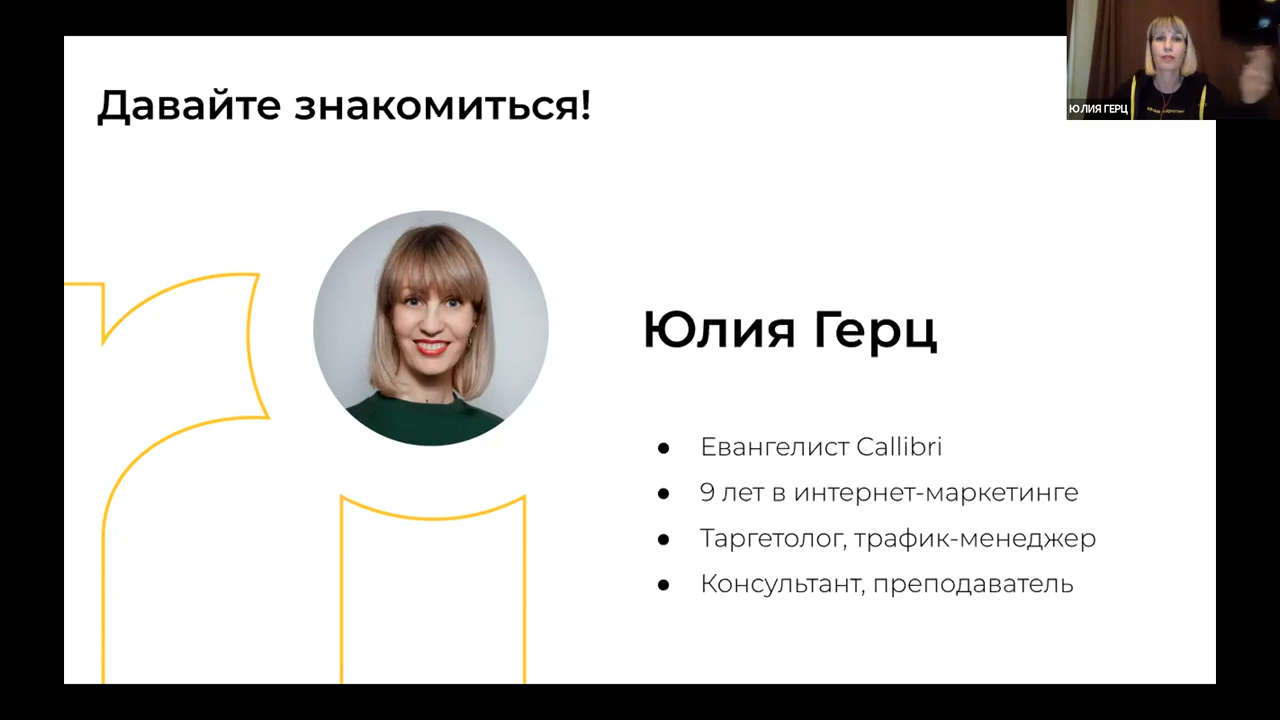 Давайте знакомиться!
ЮЛИЯ ГЕРЦ
Юлия Герц
● Евангелист Callibri
● 9 лет в интернет-маркетинге
● Таргетолог, трафик-менеджер
● Консультант, преподаватель